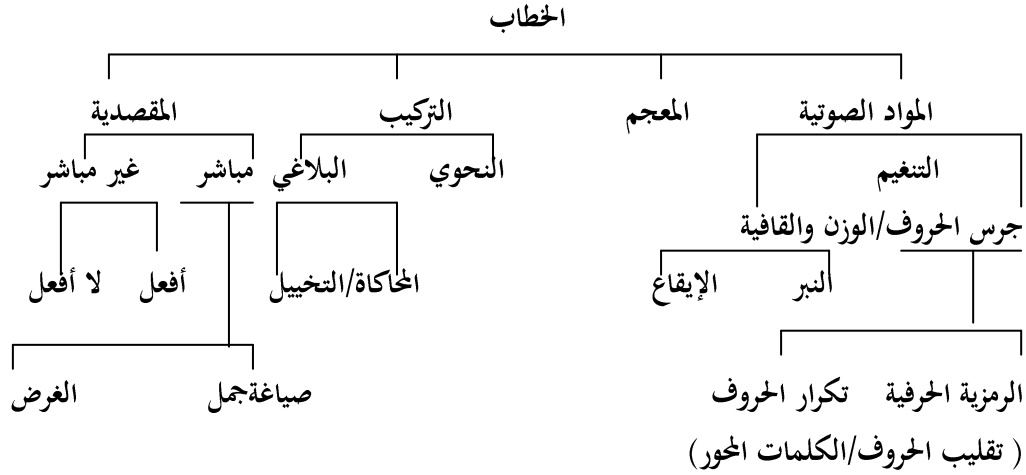 الخطاب
المواد الصوتية المعجم التركيب المقصدية
التنغيم النحوي البلاغي مباشر غير مباشر
جرس الحروف/الوزن والقافية
النبر الإيقاع المحاكاة/التخييل أفعل لا أفعل
الرمزية الحرفية تكرار الحروف صياغةجمل الغرض
( تقليب الحروف/الكلمات المحور)